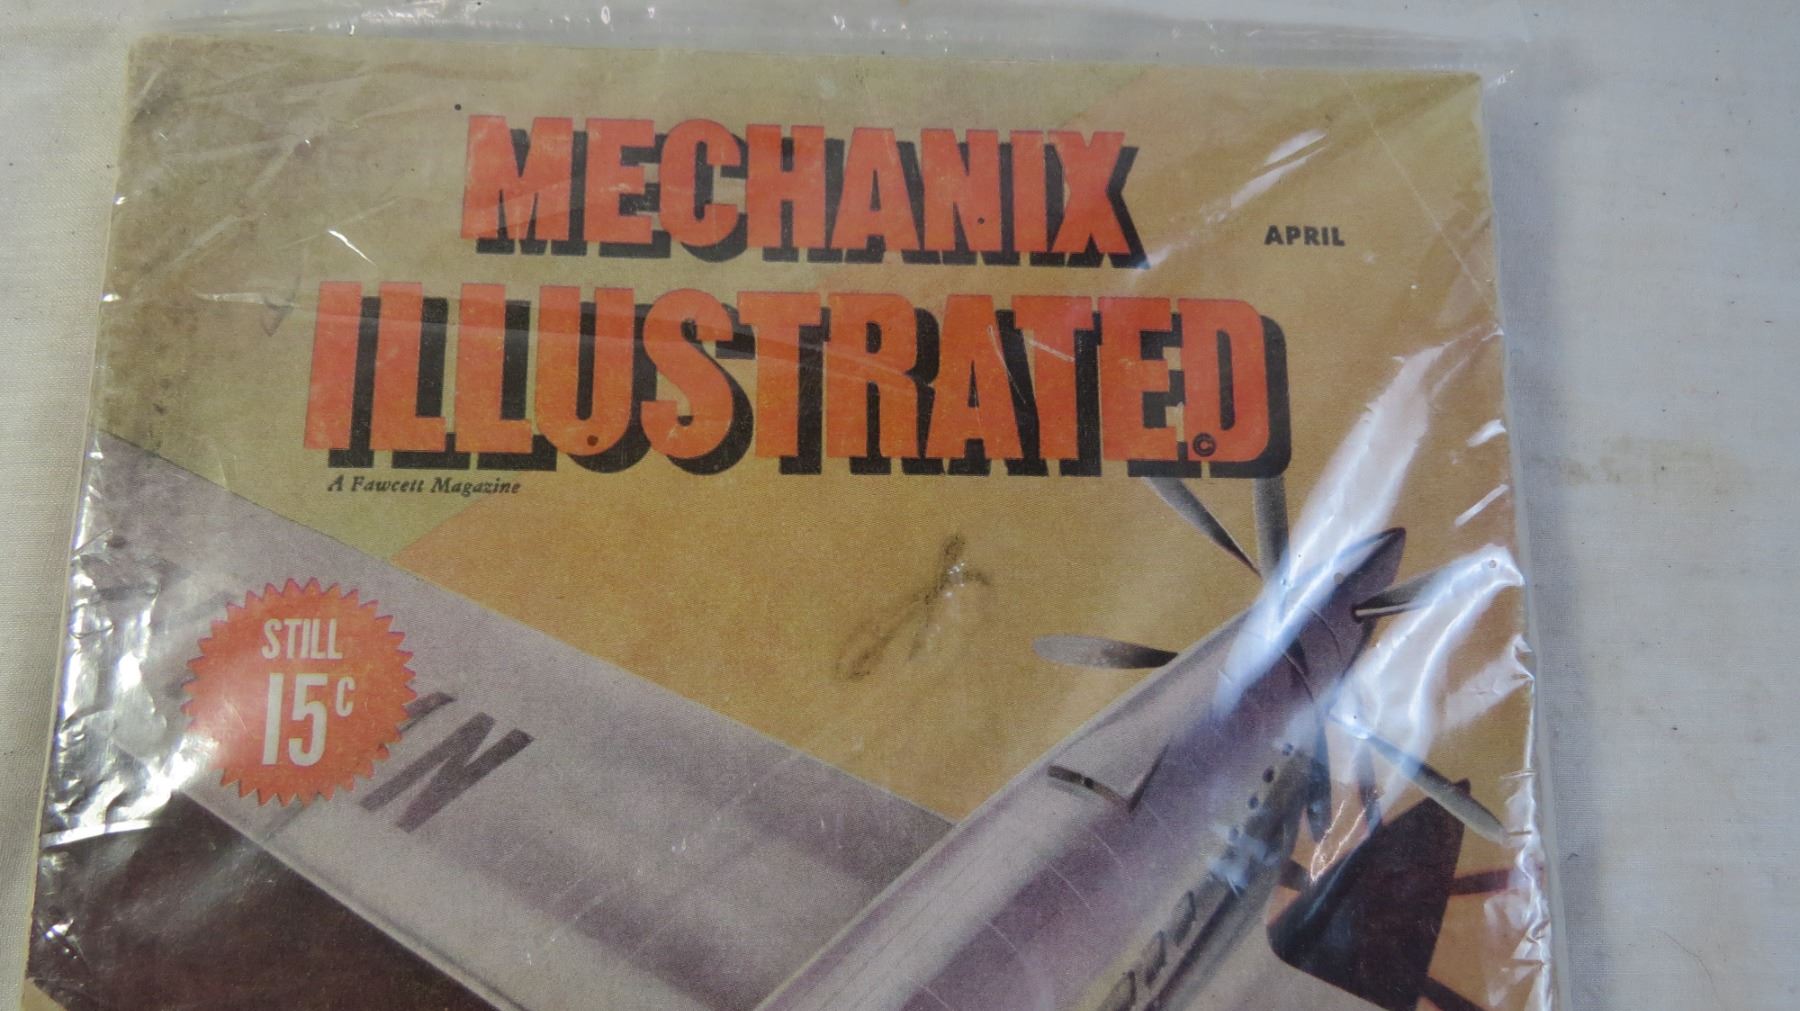 MECHANIX
APRIL
ILLUSTRATED
©
A Fawcett Magazine
STILL
15c
N